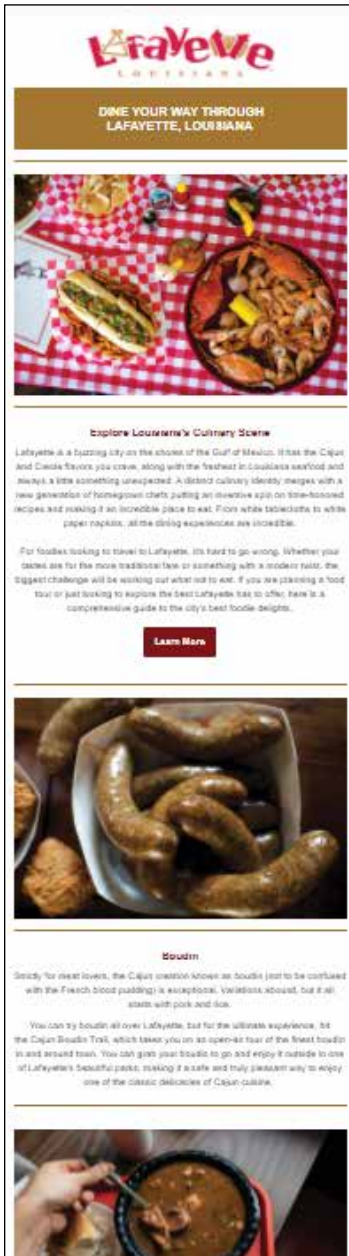 Lafayette
LOUISIANA
DINE YOUR WAY THROUGH
LAFAYETTE, LOUISIANA
Explore Louisiana's Culinary Scene
Lafayette is a buzzing city on the shores of the Gulf of Mexico. It has the Cajun
and Creole flavors you crave, along with the freshest in Louisiana seafood and
always a little something unexpected. A distinct culinary identity merges with a
new generation of homegrown chefs putting an inventive spin on time-honored
recipes and making it an incredible place to eat. From white tablecloths to white
paper napkins, all the dining experiences are incredible.
For foodies looking to travel to Lafayette, it's hard to go wrong. Whether your
tastes are for the more traditional fare or something with a modern twist, the
biggest challenge will be working out what not to eat. If you are planning a food
tour or just looking to explore the best Lafayette has to offer, here is a
comprehensive guide to the city's best foodie delights.
Learn More
Boudin
Strictly for meat lovers, the Cajun creation known as boudin (not to be confused
with the French blood pudding) is exceptional. Variations abound, but it all
starts with pork and rice.
You can try boudin all over Lafayette, but for the ultimate experience, hit
the Cajun Boudin Trail, which takes you on an open-air tour of the finest boudin
in and around town. You can grab your boudin to go and enjoy it outside in one
of Lafayette's beautiful parks, making it a safe and truly pleasant way to enjoy
one of the classic delicacies of Cajun cuisine.